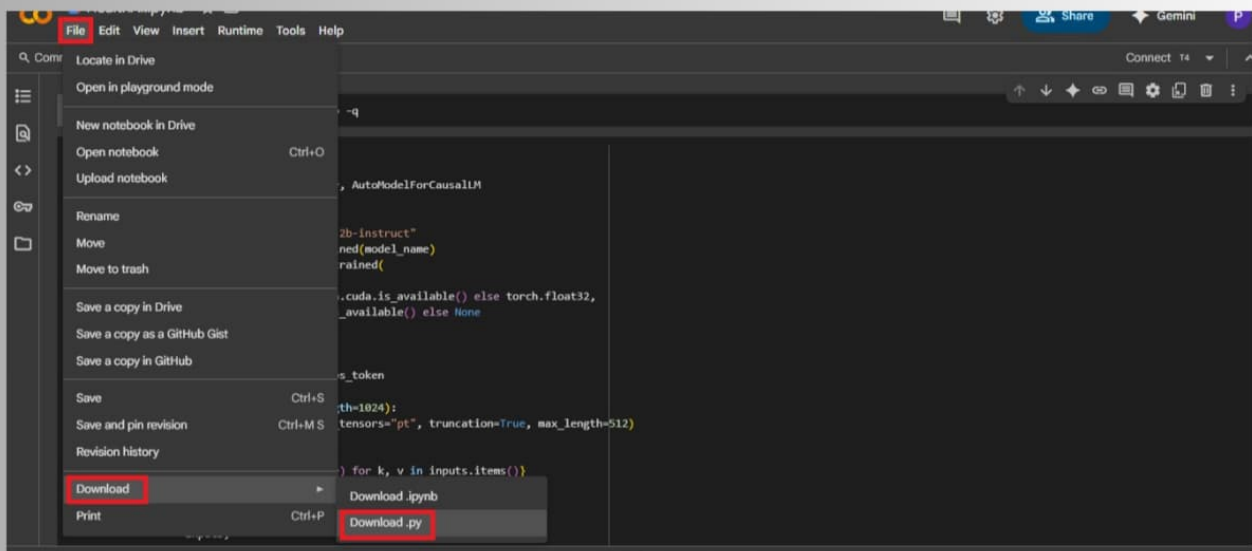 File Edit View Insert Runtime Tools Help
Share
Gemini
P
Connect T4
Locate in Drive
Open in playground mode
New notebook in Drive
-q
Open notebook Ctrl+O
Upload notebook
, AutoModelForCausalLM
Rename
2b-instruct"
Move
ned(model_name)
Move to trash
rained(
.cuda.is_available() else torch.float32,
Save a copy in Drive
_available() else None
Save a copy as a GitHub Gist
Save a copy in GitHub
s_token
Save Ctrl+S
th=1024):
Save and pin revision Ctrl+M S
tensors="pt", truncation=True, max_length=512)
Revision history
) for k, v in inputs.items()}
Download
Download .ipynb
Print Ctrl+P
Download .py